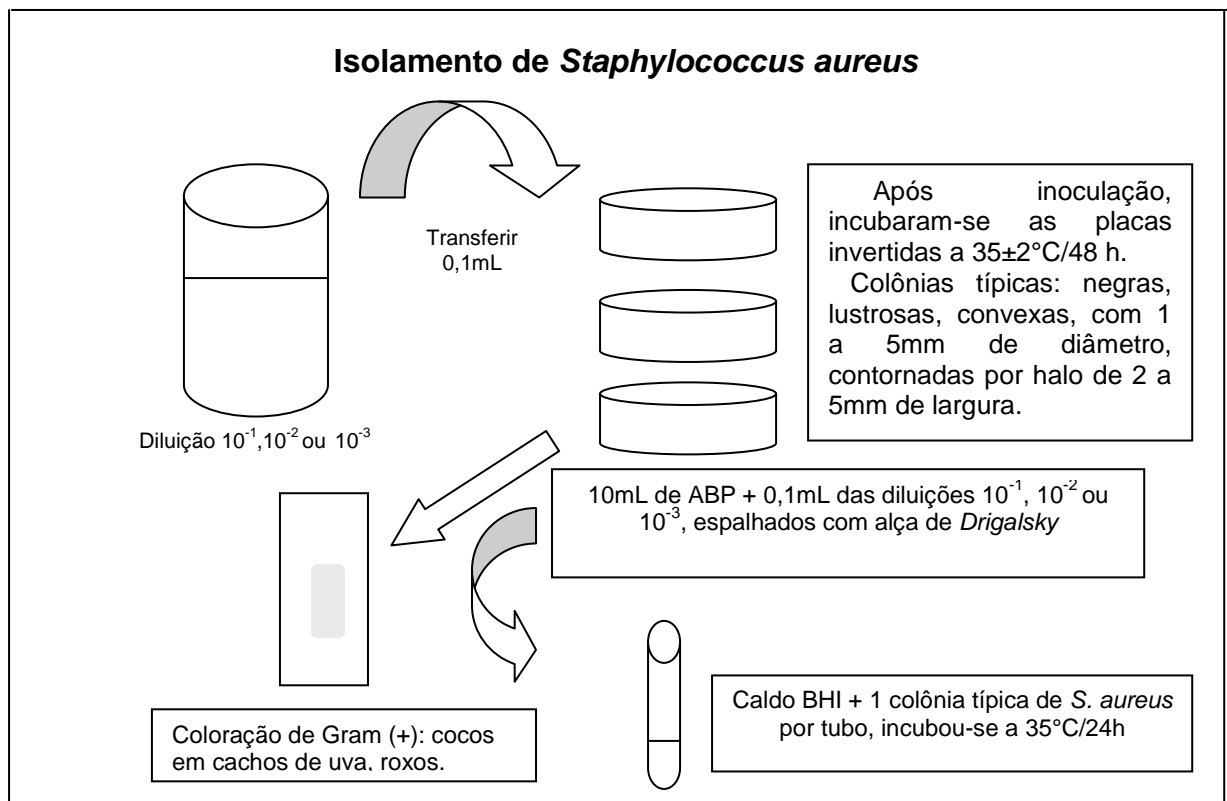 Isolamento de Staphylococcus aureus
Transferir
0,1mL
Após inoculação,
incubaram-se as placas
invertidas a 35±2°C/48 h.
Colônias típicas: negras,
lustrosas, convexas, com 1
a 5mm de diâmetro,
contornadas por halo de 2 a
5mm de largura.
Diluição 10⁻¹,10⁻² ou 10⁻³
10mL de ABP + 0,1mL das diluições 10⁻¹, 10⁻² ou
10⁻³, espalhados com alça de Drigalsky
Caldo BHI + 1 colônia típica de S. aureus
por tubo, incubou-se a 35°C/24h
Coloração de Gram (+): cocos
em cachos de uva, roxos.